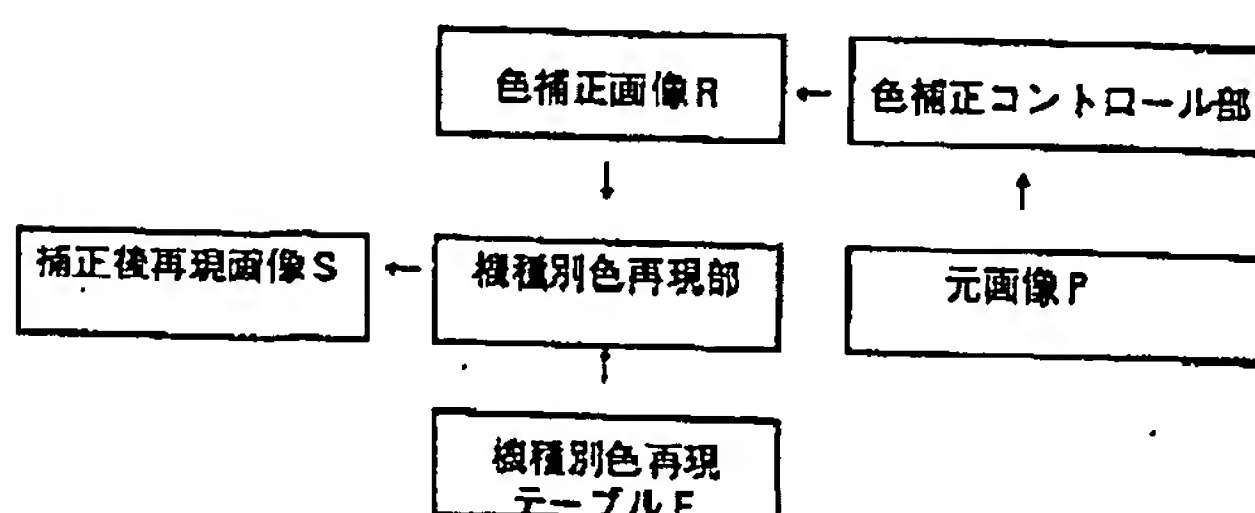 色補正画像R
色補正コントロール部
補正後再現画像S
機種別色再現部
元画像P
機種別色再現
テーブル